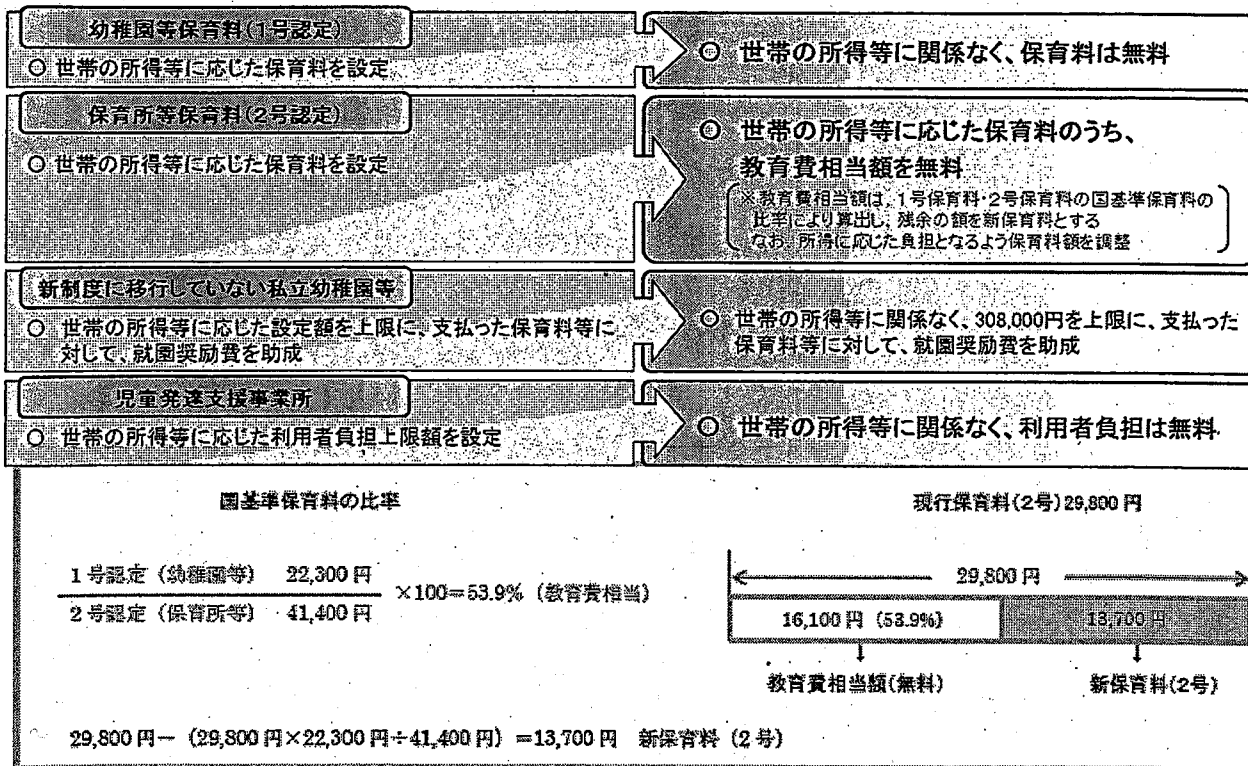 幼稚園等保育料(1号認定)
○ 世帯の所得等に応じた保育料を設定
○ 世帯の所得等に関係なく、保育料は無料
保育所等保育料(2号認定)
○ 世帯の所得等に応じた保育料を設定
○ 世帯の所得等に応じた保育料のうち、
教育費相当額を無料
※教育費相当額は、1号保育料・2号保育料の国基準保育料の
比率により算出し、残余の額を新保育料とする
なお、所得に応じた負担となるよう保育料額を調整
新制度に移行していない私立幼稚園等
○ 世帯の所得等に応じた設定額を上限に、支払った保育料等に
対して、就園奨励費を助成
○ 世帯の所得等に関係なく、308,000円を上限に、支払った
保育料等に対して、就園奨励費を助成
児童発達支援事業所
○ 世帯の所得等に応じた利用者負担上限額を設定
○ 世帯の所得等に関係なく、利用者負担は無料
国基準保育料の比率
1号認定(幼稚園等) 22,300円
2号認定(保育所等) 41,400円
×100=53.9%(教育費相当)
現行保育料(2号)29,800円
29,800円
16,100円(53.9%)
13,700円
教育費相当額(無料)
新保育料(2号)
29,800円-(29,800円×22,300円÷41,400円)=13,700円 新保育料(2号)